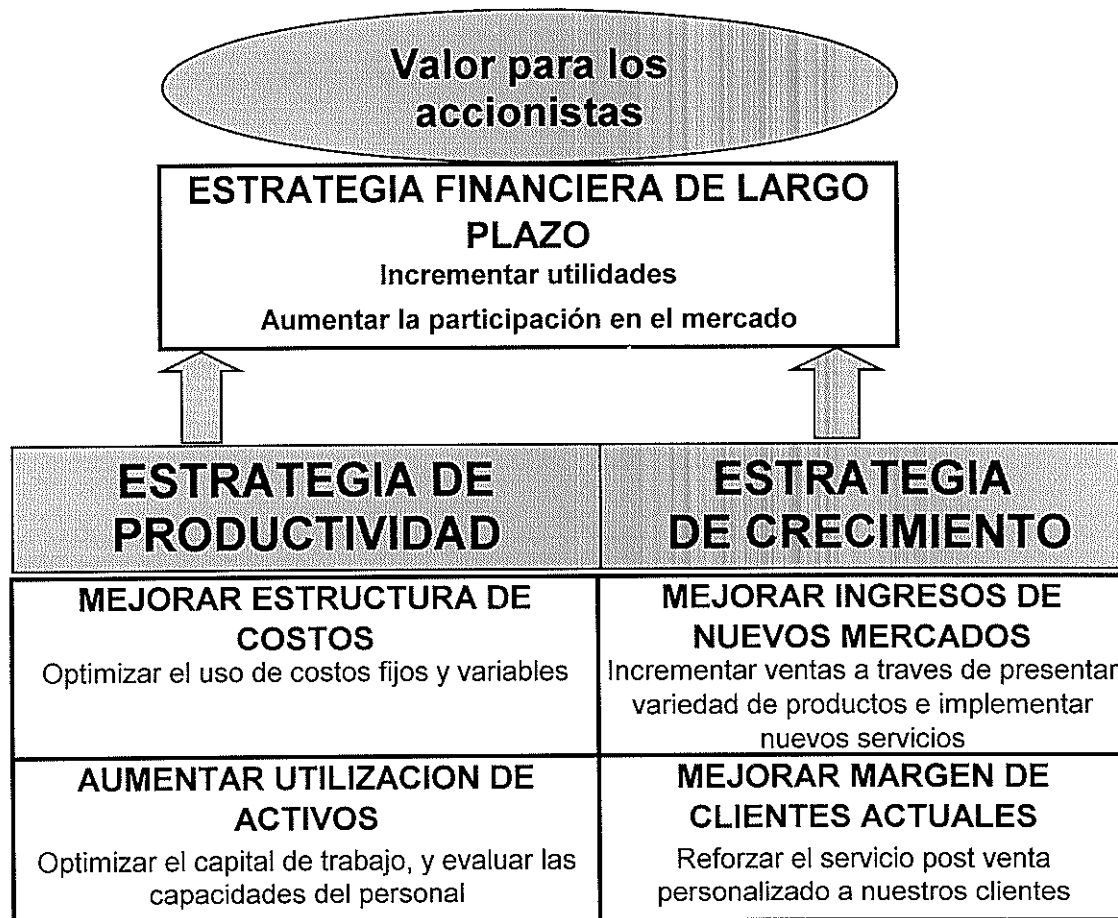 Valor para los
accionistas
ESTRATEGIA FINANCIERA DE LARGO
PLAZO
Incrementar utilidades
Aumentar la participación en el mercado
ESTRATEGIA DE
PRODUCTIVIDAD
ESTRATEGIA
DE CRECIMIENTO
MEJORAR ESTRUCTURA DE
COSTOS
Optimizar el uso de costos fijos y variables
MEJORAR INGRESOS DE
NUEVOS MERCADOS
Incrementar ventas a traves de presentar
variedad de productos e implementar
nuevos servicios
AUMENTAR UTILIZACION DE
ACTIVOS
Optimizar el capital de trabajo, y evaluar las
capacidades del personal
MEJORAR MARGEN DE
CLIENTES ACTUALES
Reforzar el servicio post venta
personalizado a nuestros clientes